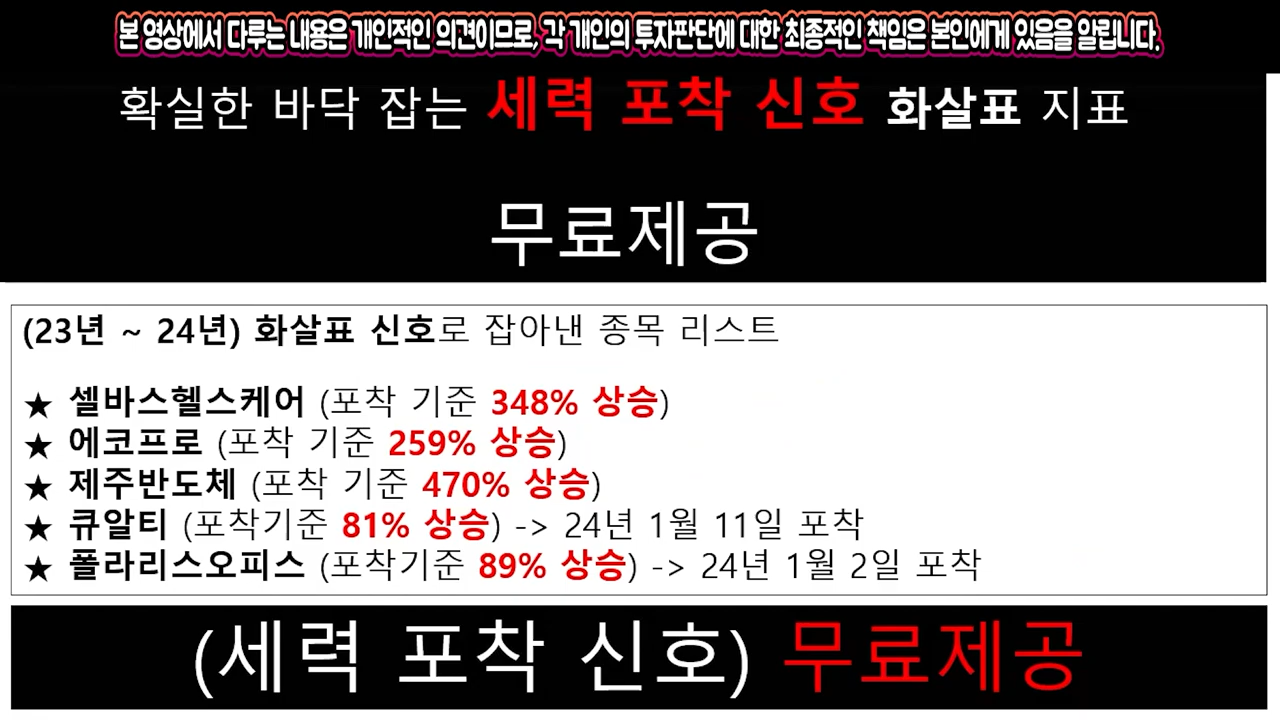 본 영상에서 다루는 내용은 개인적인 의견이므로, 각 개인의 투자판단에 대한 최종적인 책임은 본인에게 있음을 알립니다.
확실한 바닥 잡는 세력 포착 신호 화살표 지표
무료제공
(23년 ~ 24년) 화살표 신호로 잡아낸 종목 리스트
★ 셀바스헬스케어 (포착 기준 348% 상승)
★ 에코프로 (포착 기준 259% 상승)
★ 제주반도체 (포착 기준 470% 상승)
★ 큐알티 (포착기준 81% 상승) -> 24년 1월 11일 포착
★ 폴라리스오피스 (포착기준 89% 상승) -> 24년 1월 2일 포착
(세력 포착 신호) 무료제공